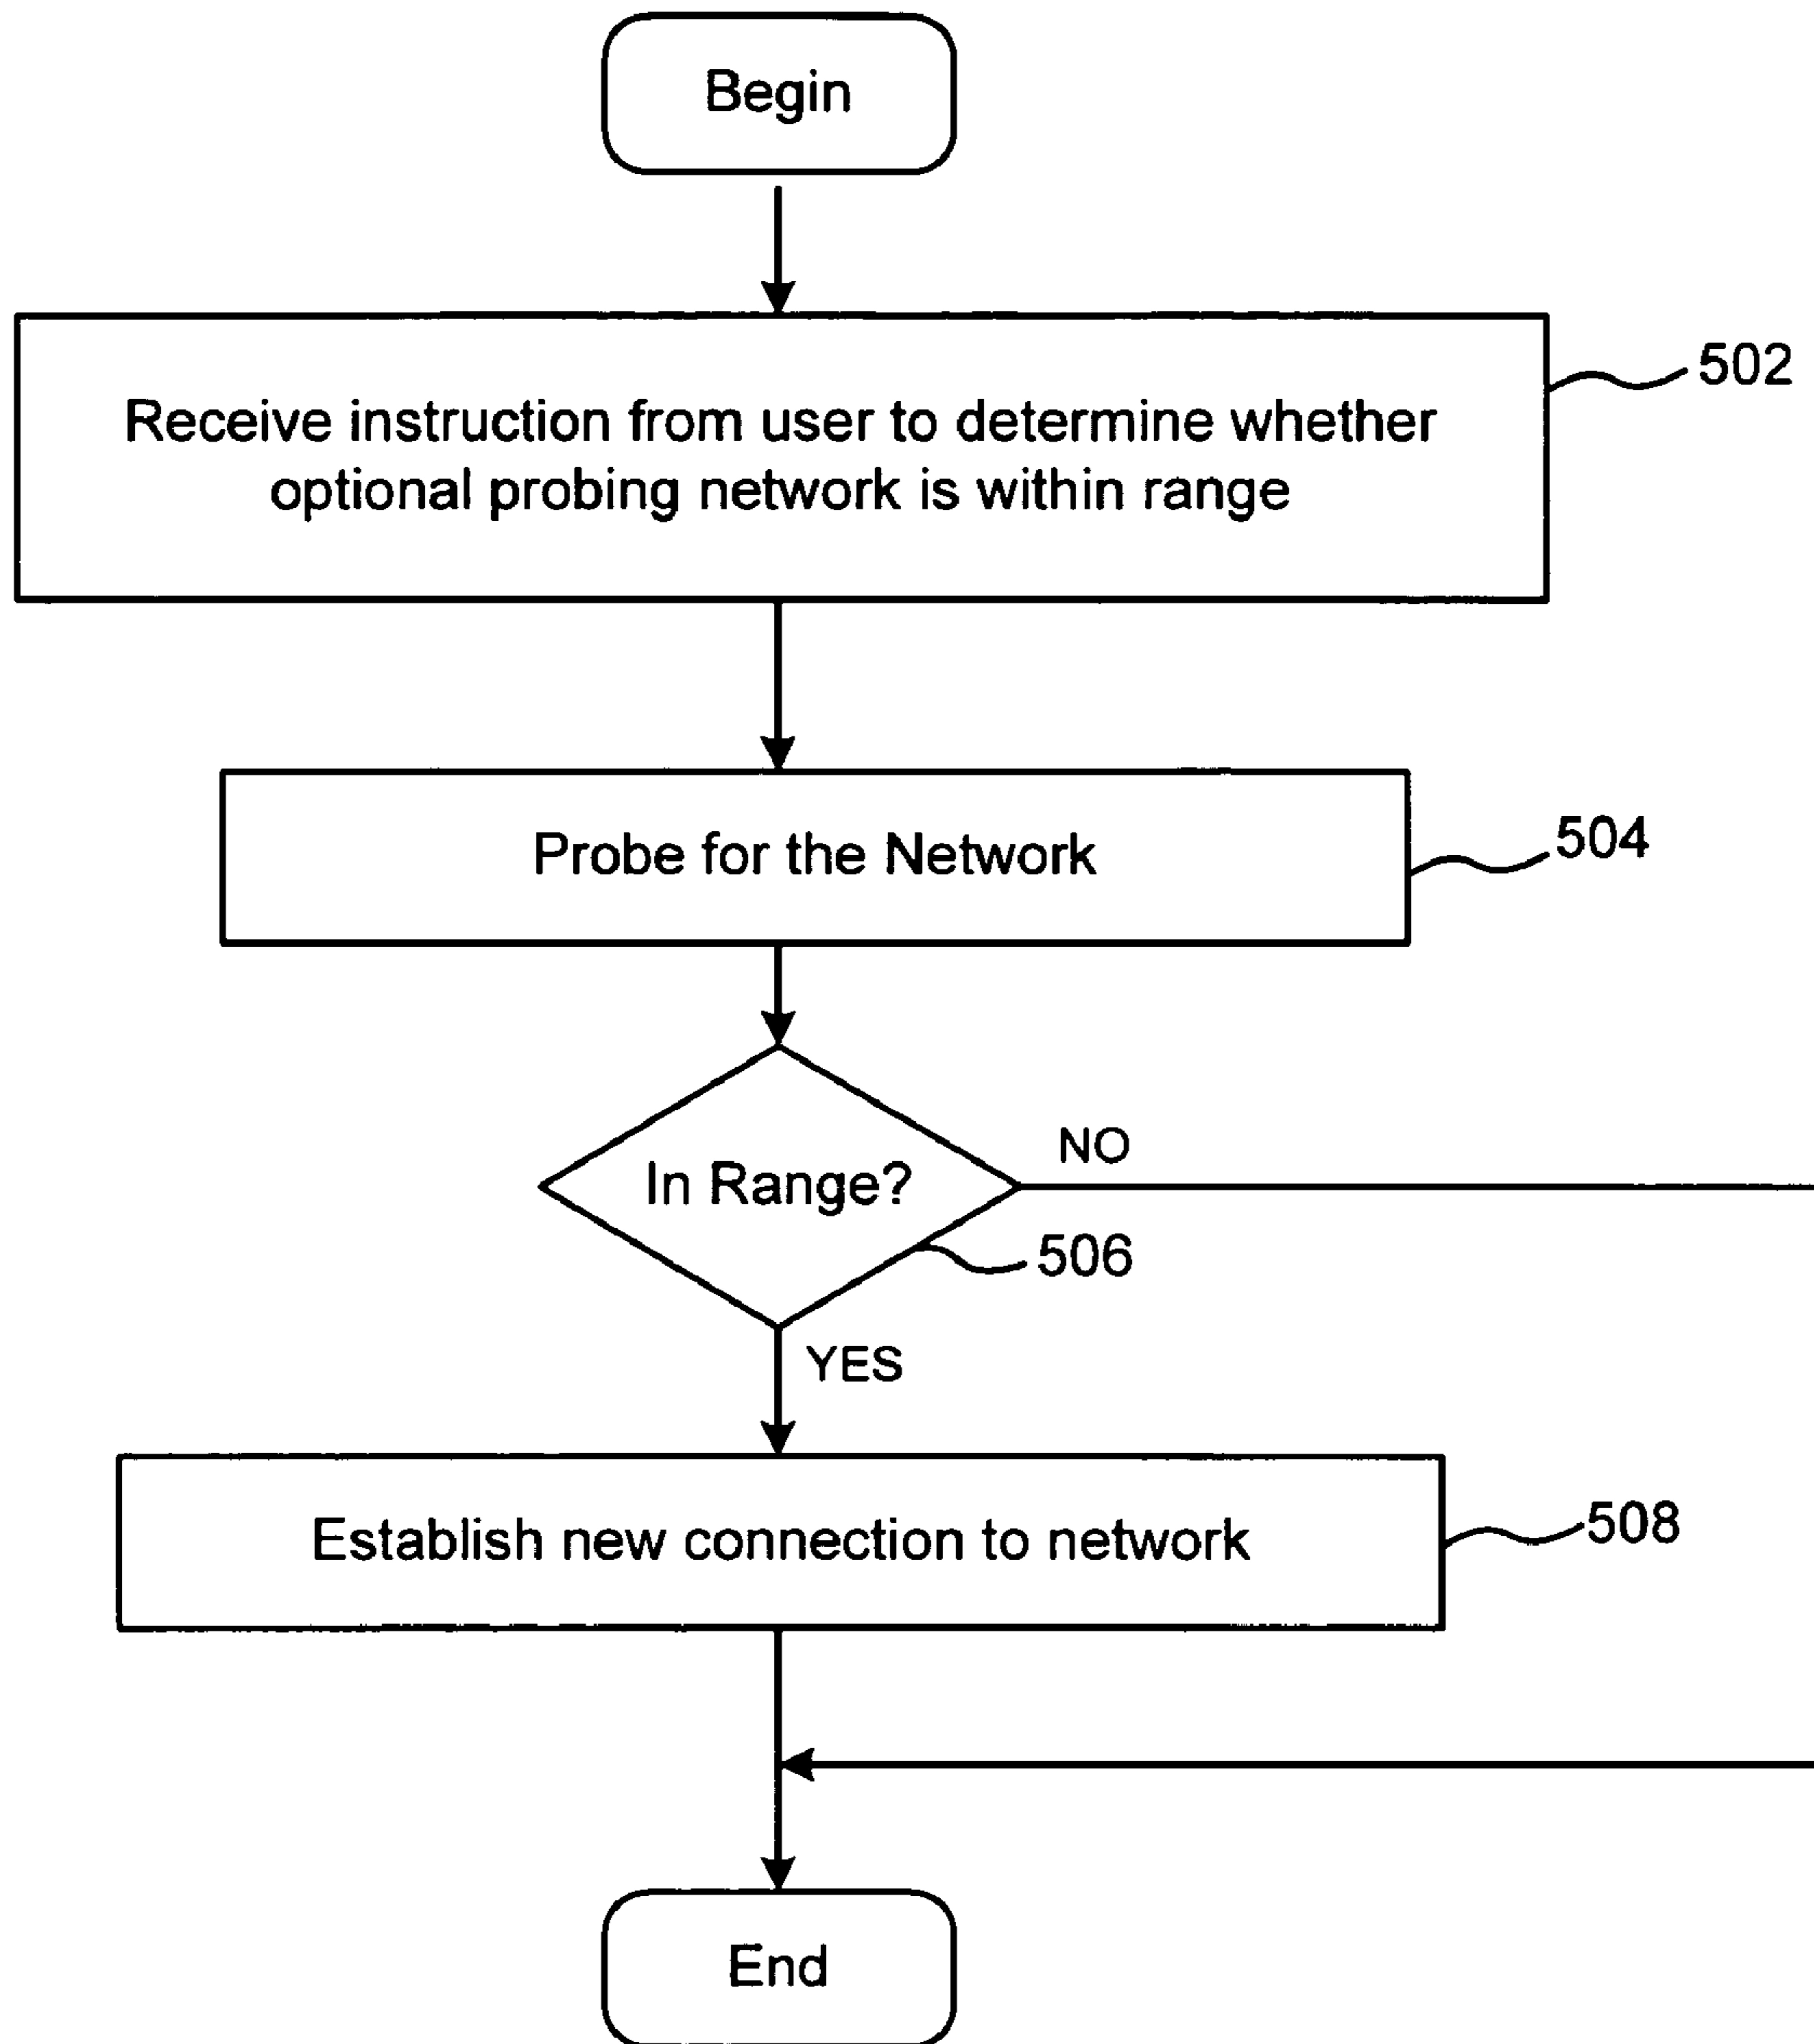 Begin
Receive instruction from user to determine whether
optional probing network is within range
502
Probe for the Network
504
In Range?
NO
506
YES
Establish new connection to network
508
End